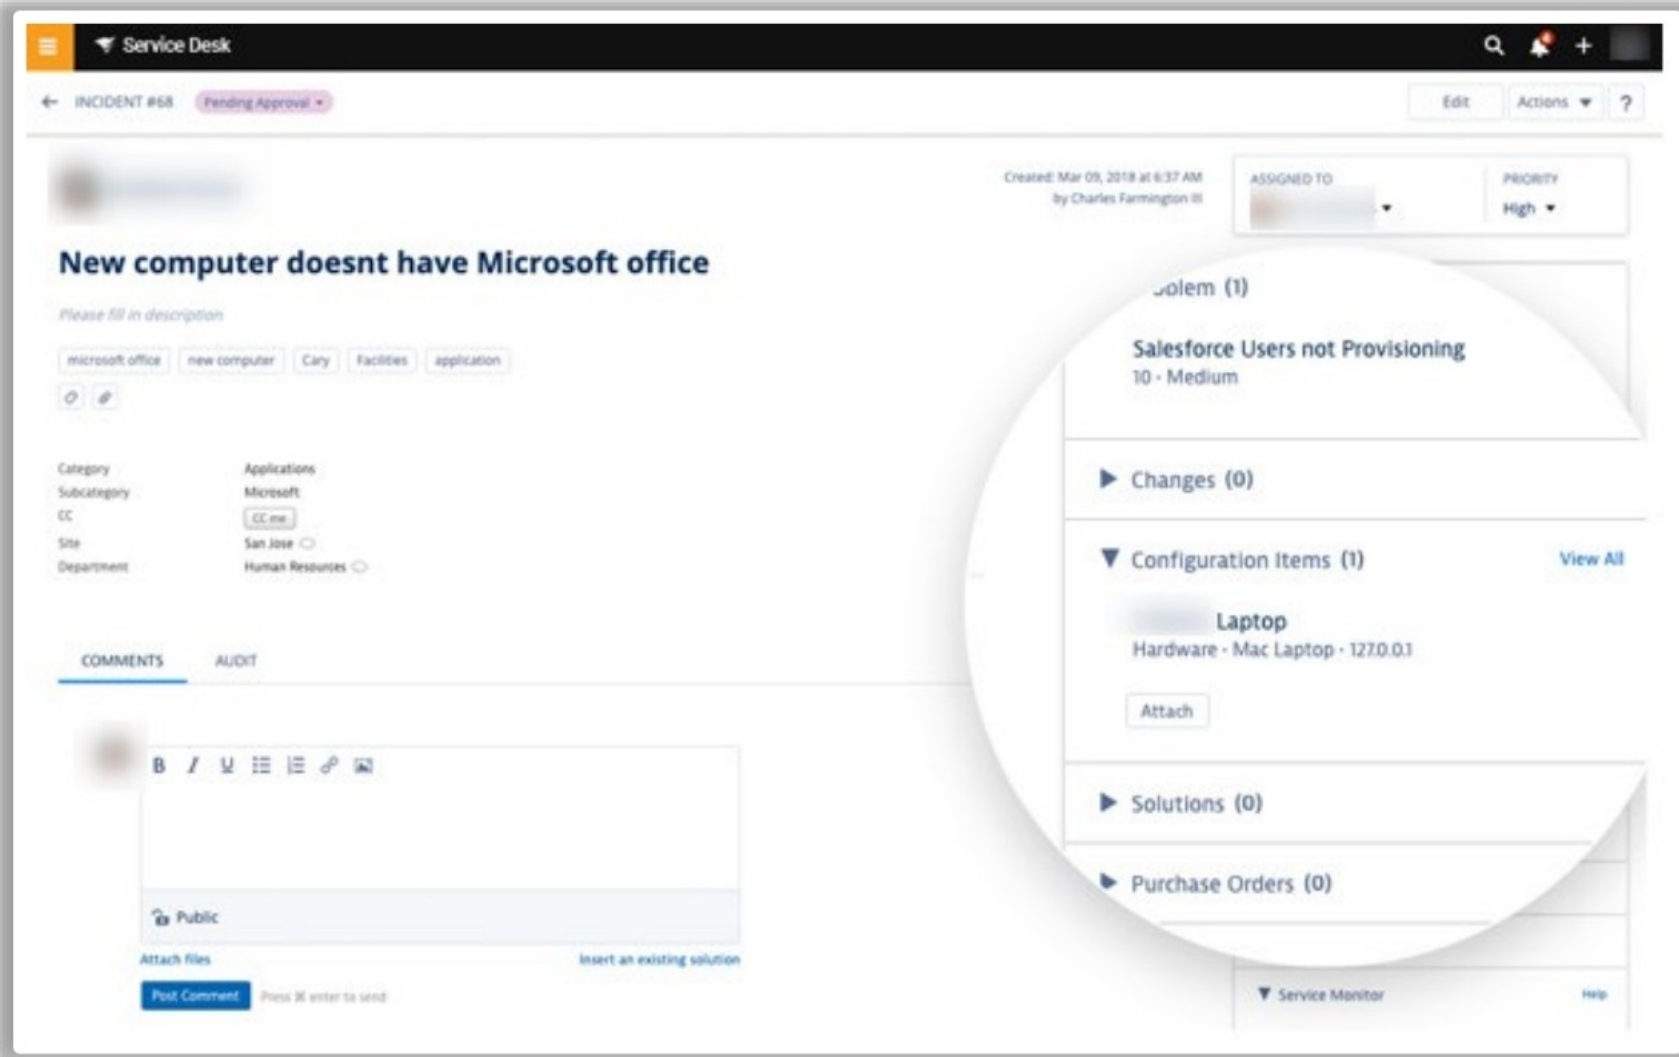 Service Desk
INCIDENT #68 Pending Approval
Edit Actions ?
Created: Mar 09, 2018 at 6:37 AM
by Charles Farmington III
ASSIGNED TO
PRIORITY
High
New computer doesnt have Microsoft office
Please fill in description
microsoft office new computer Cary Facilities application
Category Applications
Subcategory Microsoft
CC CC me
Site San Jose
Department Human Resources
COMMENTS AUDIT
B I U
Public
Attach files Insert an existing solution
Post Comment Press ⌘ enter to send
(1)
Salesforce Users not Provisioning
10 - Medium
Changes (0)
Configuration Items (1) View All
Laptop
Hardware - Mac Laptop - 127.0.0.1
Attach
Solutions (0)
Purchase Orders (0)
Service Monitor Help